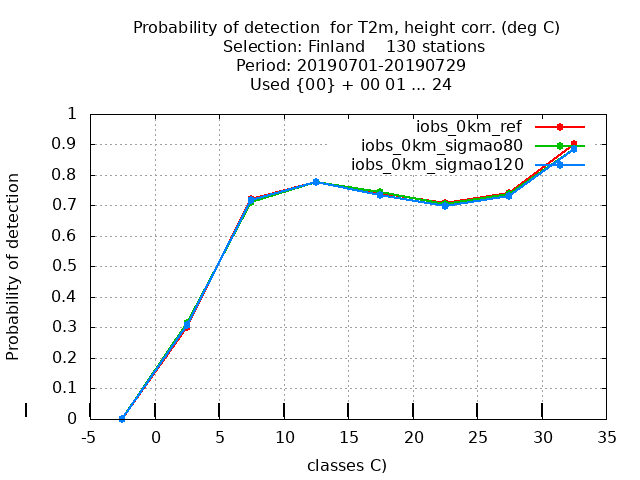 Probability of detection  for T2m, height corr. (deg C)
Selection: Finland    130 stations
Period: 20190701-20190729
Used {00} + 00 01 ... 24
iobs_0km_ref
iobs_0km_sigmao80
iobs_0km_sigmao120
Probability of detection
1
0.9
0.8
0.7
0.6
0.5
0.4
0.3
0.2
0.1
0
-5 0 5 10 15 20 25 30 35
classes C)